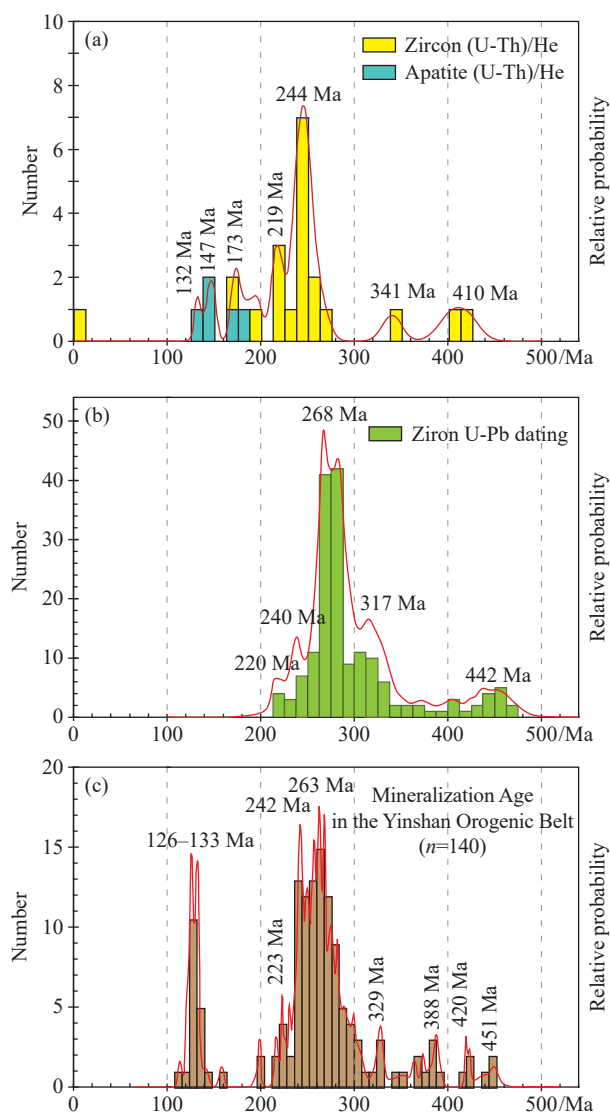 (a)
Zircon (U-Th)/He
Apatite (U-Th)/He
244 Ma
132 Ma
147 Ma
173 Ma
219 Ma
341 Ma
410 Ma
Number
Relative probability
10
8
6
4
2
0
0
100
200
300
400
500/Ma
(b)
268 Ma
Ziron U-Pb dating
240 Ma
317 Ma
220 Ma
442 Ma
Number
Relative probability
50
40
30
20
10
0
0
100
200
300
400
500/Ma
(c)
263 Ma
242 Ma
Mineralization Age
in the Yinshan Orogenic Belt
(n=140)
126–133 Ma
223 Ma
329 Ma
388 Ma
420 Ma
451 Ma
Number
Relative probability
20
15
10
5
0
0
100
200
300
400
500/Ma